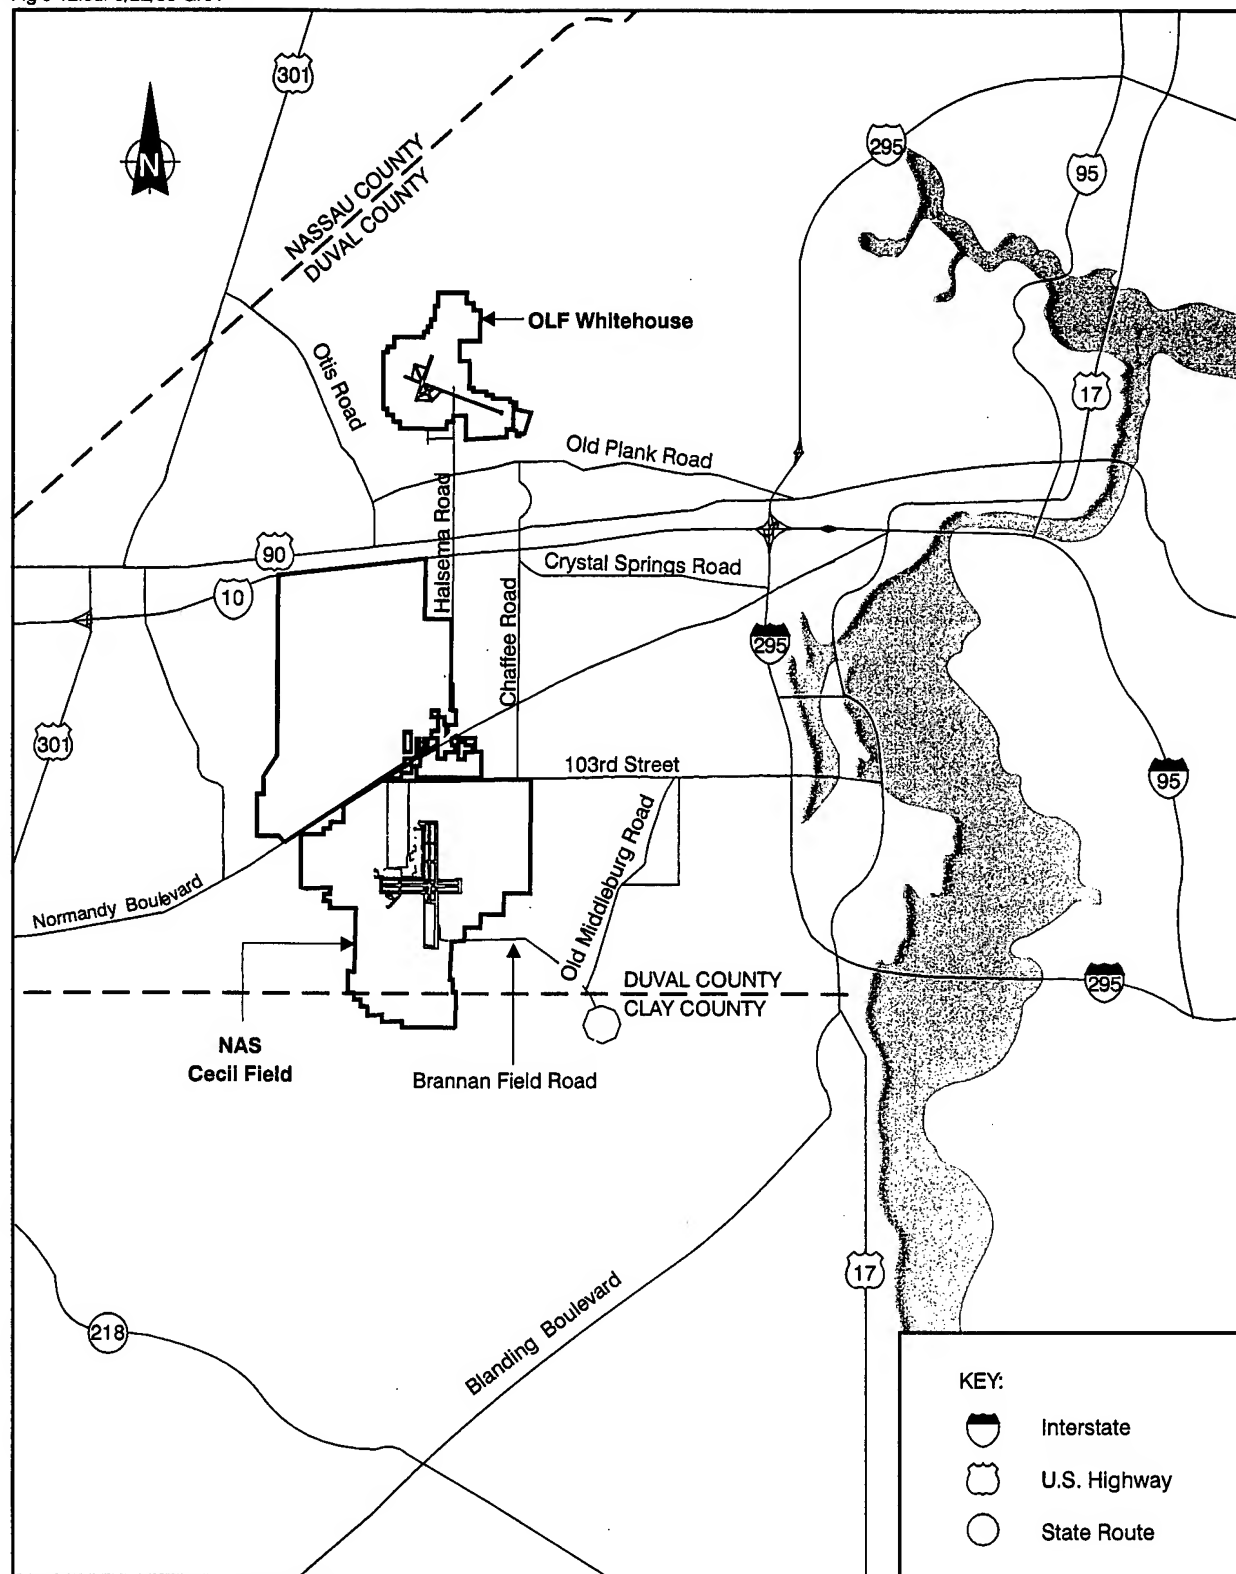 301
N
NASSAU COUNTY
DUVAL COUNTY
295
95
OLF Whitehouse
Otis Road
17
Old Plank Road
Halsema Road
90
Crystal Springs Road
10
Chaffee Road
295
301
103rd Street
95
Old Middleburg Road
Normandy Boulevard
DUVAL COUNTY
CLAY COUNTY
295
NAS
Cecil Field
Brannan Field Road
17
Blanding Boulevard
218
KEY:
Interstate
U.S. Highway
State Route